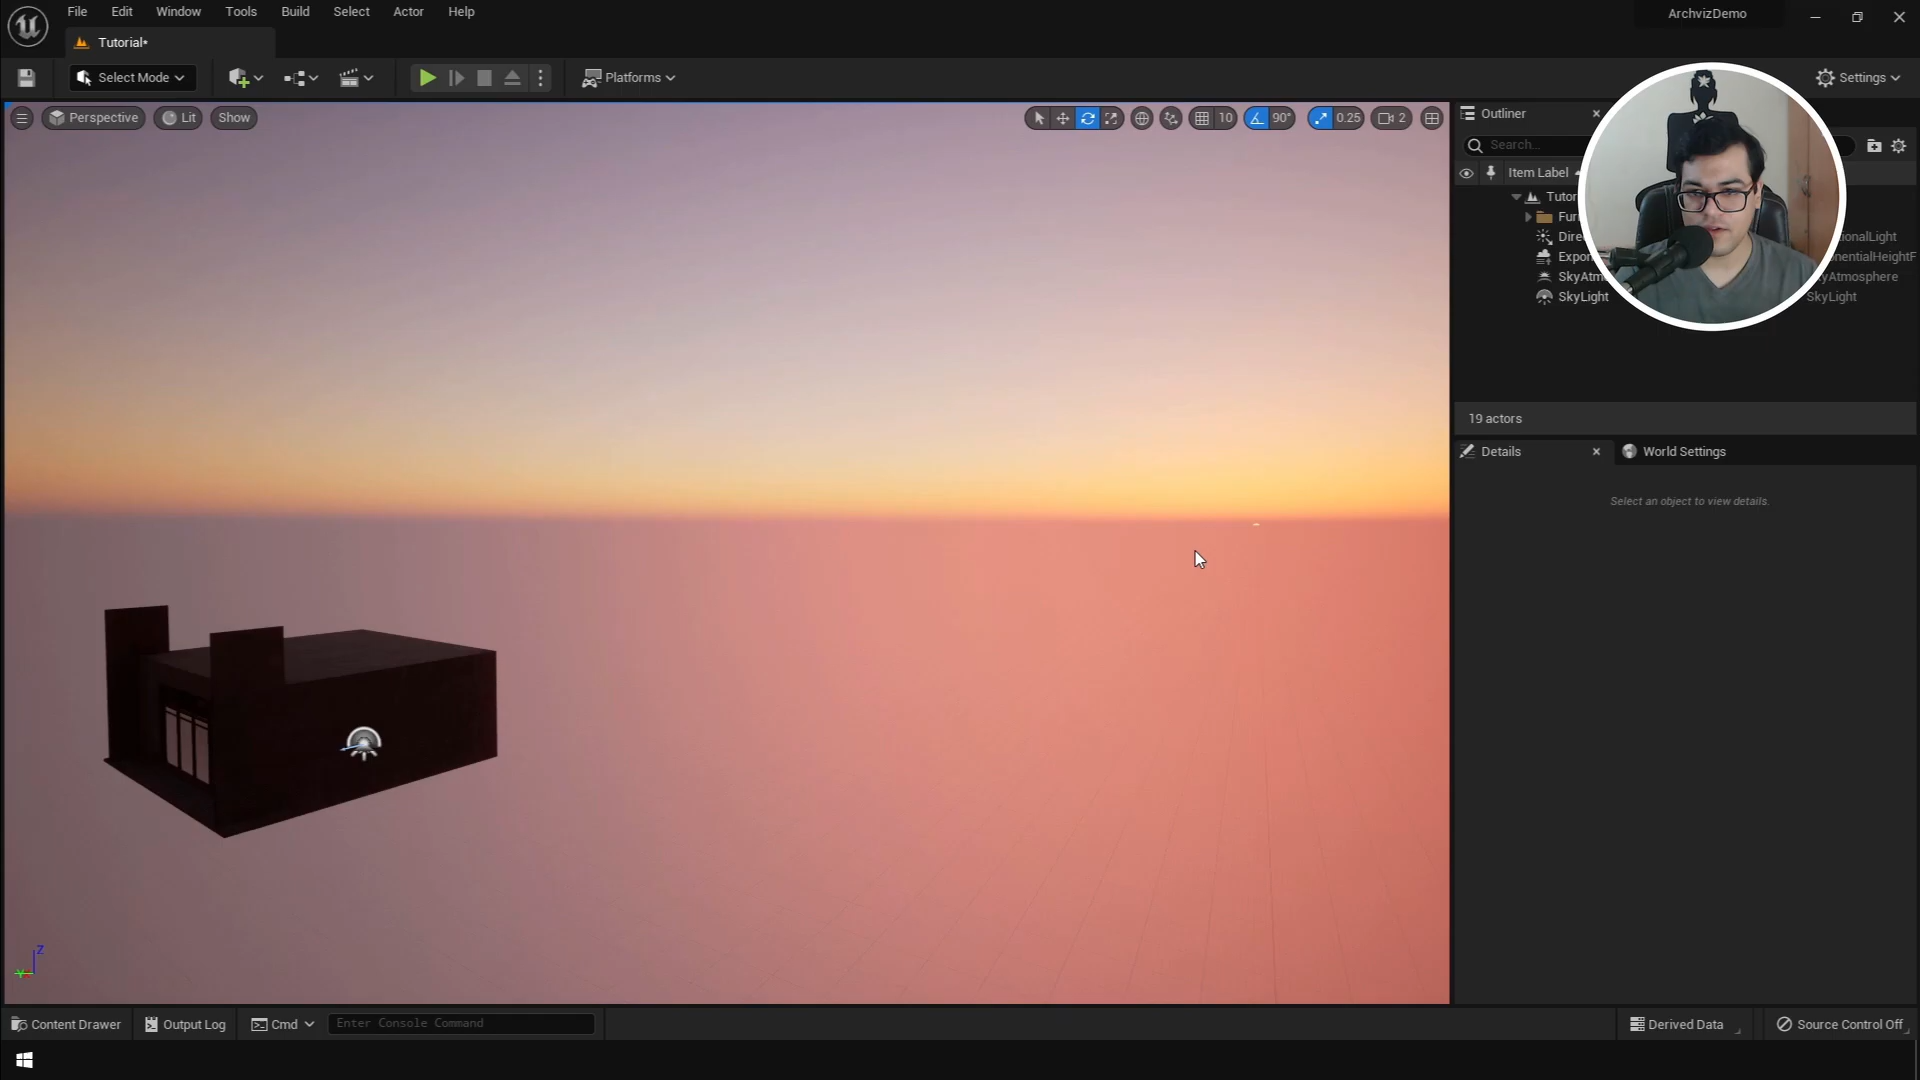 File Edit Window Tools Build Select Actor Help
ArchvizDemo
Tutorial*
Select Mode
Platforms
Settings
Perspective Lit Show
10 90° 0.25 2
Outliner
Search...
Item Label
SkyLight SkyLight
19 actors
Details World Settings
Select an object to view details.
Z
Y
Content Drawer Output Log Cmd Enter Console Command
Derived Data Source Control Off